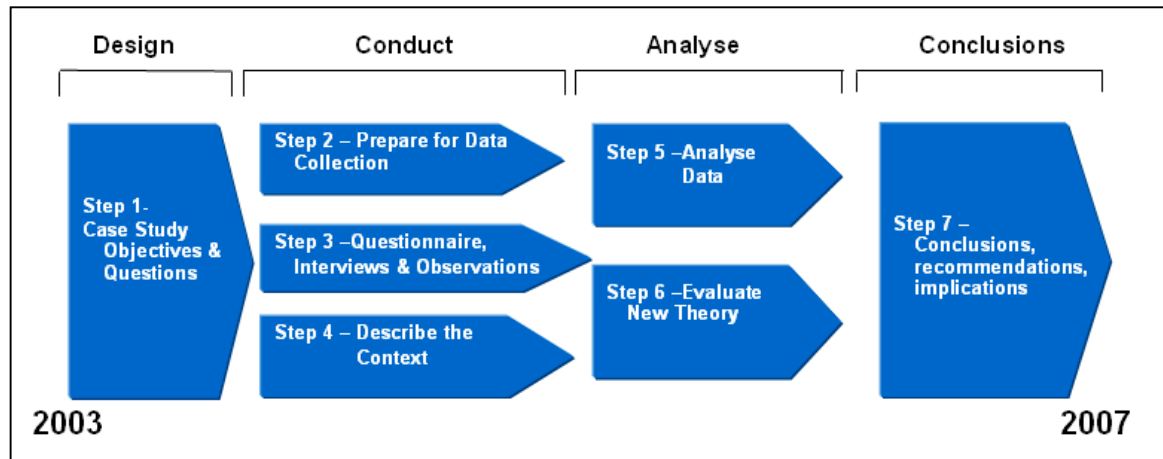 Design
Conduct
Analyse
Conclusions
Step 1-
Case Study
Objectives &
Questions
Step 2 – Prepare for Data
Collection
Step 3 –Questionnaire,
Interviews & Observations
Step 4 – Describe the
Context
Step 5 –Analyse
Data
Step 6 –Evaluate
New Theory
Step 7 –
Conclusions,
recommendations,
implications
2003
2007